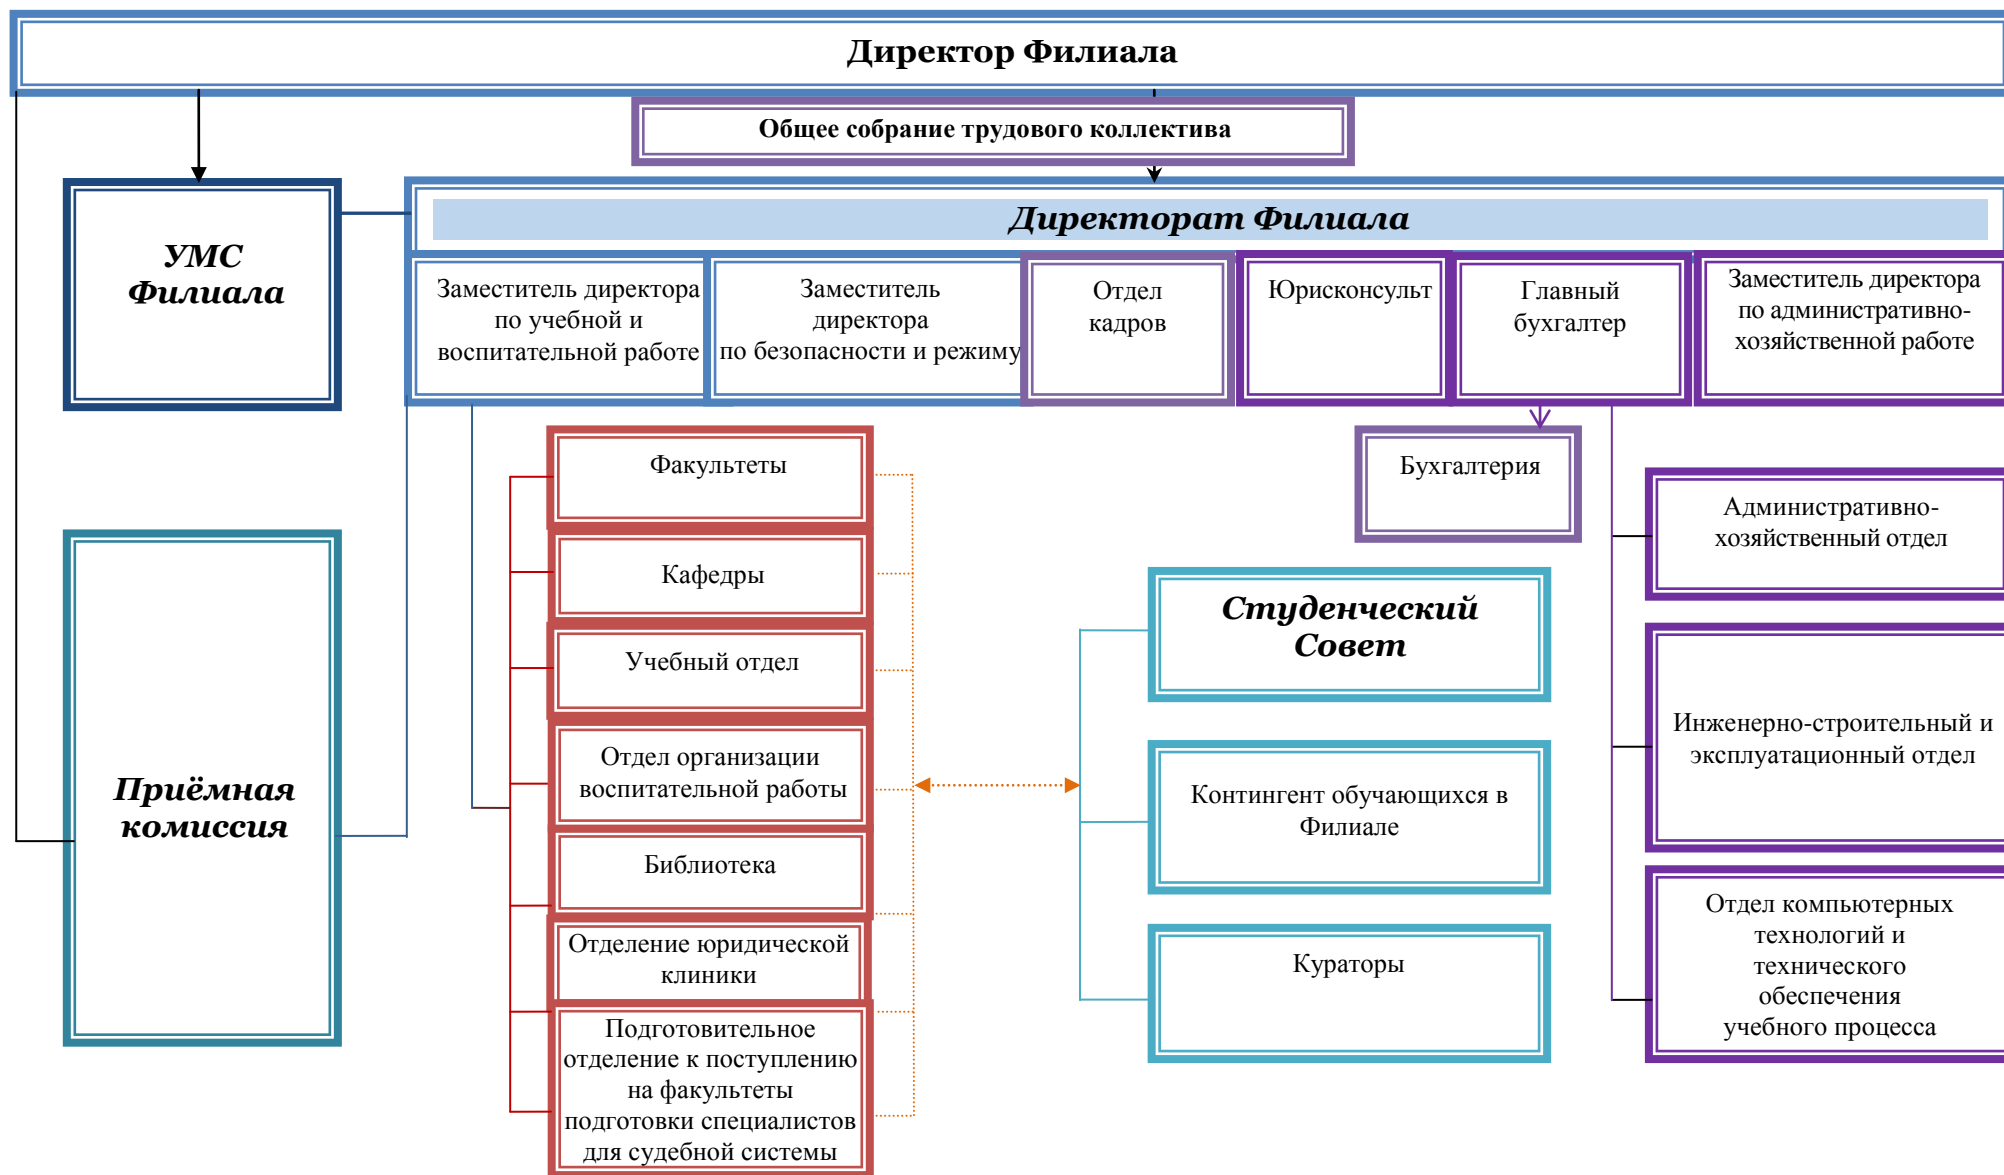 Директор Филиала
Общее собрание трудового коллектива
УМС
Филиала
Директорат Филиала
Заместитель директора
по учебной и
воспитательной работе
Заместитель
директора
по безопасности и режиму
Отдел
кадров
Юрисконсульт
Главный
бухгалтер
Заместитель директора
по административно-
хозяйственной работе
Факультеты
Кафедры
Учебный отдел
Отдел организации
воспитательной работы
Библиотека
Отделение юридической
клиники
Подготовительное
отделение к поступлению
на факультеты
подготовки специалистов
для судебной системы
Приёмная
комиссия
Бухгалтерия
Студенческий
Совет
Контингент обучающихся в
Филиале
Кураторы
Административно-
хозяйственный отдел
Инженерно-строительный и
эксплуатационный отдел
Отдел компьютерных
технологий и
технического
обеспечения
учебного процесса